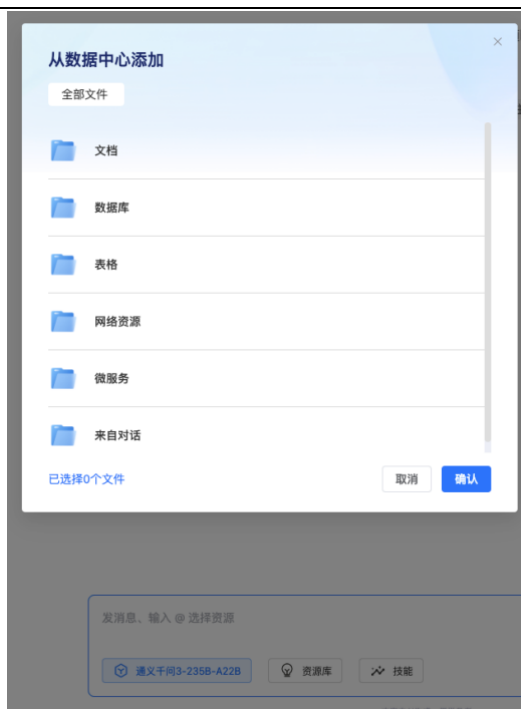 从数据中心添加
全部文件
文档
数据库
表格
网络资源
微服务
来自对话
已选择0个文件
取消
确认
发消息、输入 @ 选择资源
通义千问3-235B-A22B
资源库
技能